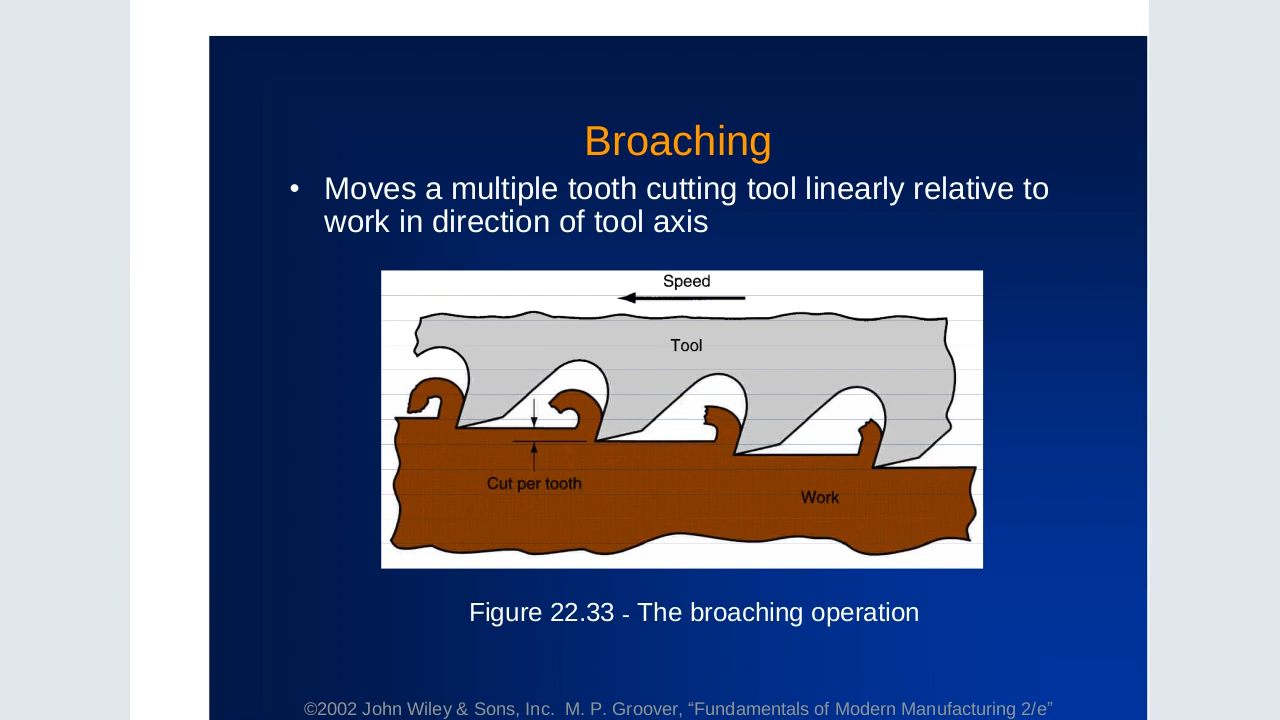 Broaching
• Moves a multiple tooth cutting tool linearly relative to
work in direction of tool axis
Speed
Tool
Cut per tooth
Work
Figure 22.33 - The broaching operation
©2002 John Wiley & Sons, Inc.  M. P. Groover, “Fundamentals of Modern Manufacturing 2/e”